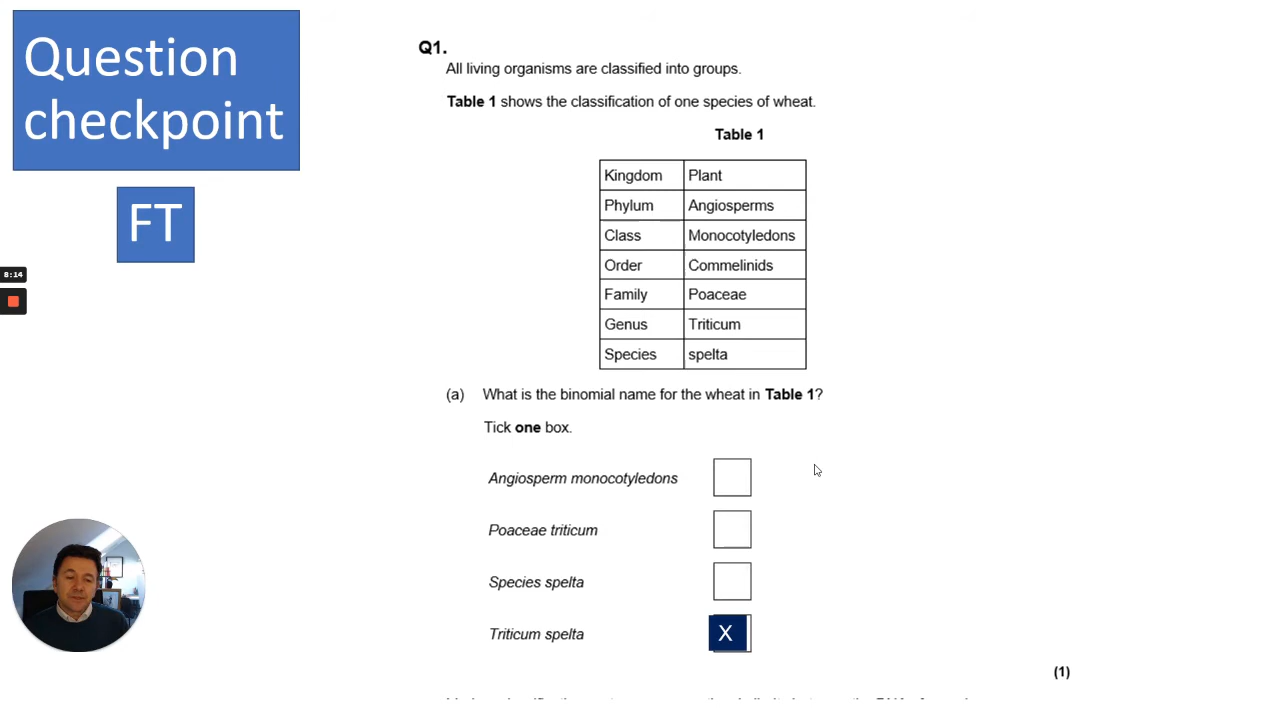 Question
checkpoint
FT
8:14
Q1.
All living organisms are classified into groups.
Table 1 shows the classification of one species of wheat.
Table 1
Kingdom Plant
Phylum Angiosperms
Class Monocotyledons
Order Commelinids
Family Poaceae
Genus Triticum
Species spelta
(a) What is the binomial name for the wheat in Table 1?
Tick one box.
Angiosperm monocotyledons
Poaceae triticum
Species spelta
Triticum spelta X
(1)